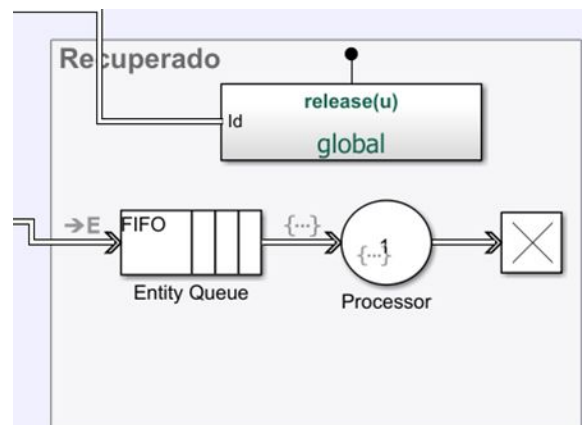 Recuperado
release(u)
Id
global
→E
FIFO
{...}
1
{...}
Entity Queue
Processor